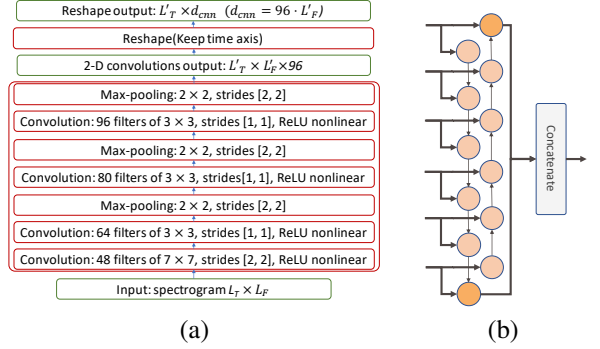 Reshape output: L'_T × d_cnn (d_cnn = 96 · L'_F)
Reshape(Keep time axis)
2-D convolutions output: L'_T × L'_F × 96
Max-pooling: 2 × 2, strides [2, 2]
Convolution: 96 filters of 3 × 3, strides [1, 1], ReLU nonlinear
Max-pooling: 2 × 2, strides [2, 2]
Convolution: 80 filters of 3 × 3, strides[1, 1], ReLU nonlinear
Max-pooling: 2 × 2, strides [2, 2]
Convolution: 64 filters of 3 × 3, strides [1, 1], ReLU nonlinear
Convolution: 48 filters of 7 × 7, strides [2, 2], ReLU nonlinear
Input: spectrogram L_T × L_F
(a)
Concatenate
(b)